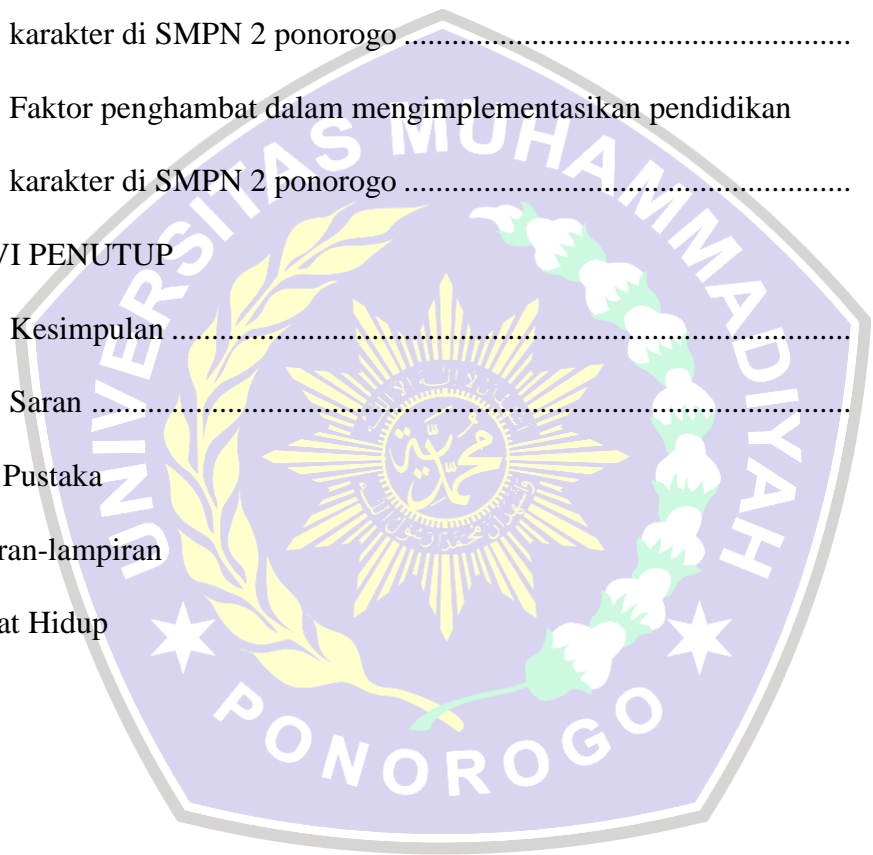 karakter di SMPN 2 ponorogo ......................................................
Faktor penghambat dalam mengimplementasikan pendidikan
karakter di SMPN 2 ponorogo ......................................................
VI PENUTUP
Kesimpulan ..................................................................................
Saran ............................................................................................
Pustaka
ran-lampiran
at Hidup
UNIVERSITAS MUHAMMADIYAH
PONOROGO
محمد